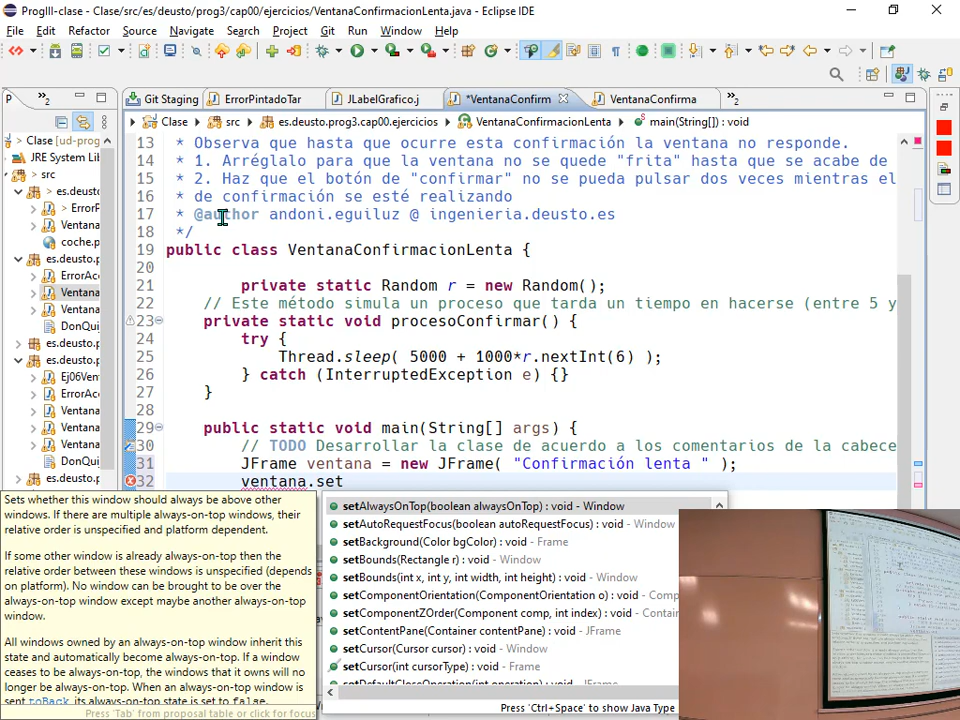 ProgIII-clase - Clase/src/es/deusto/prog3/cap00/ejercicios/VentanaConfirmacionLenta.java - Eclipse IDE
File Edit Refactor Source Navigate Search Project Git Run Window Help
P »2 Git Staging ErrorPintadoTar JLabelGrafico.j *VentanaConfirm VentanaConfirma »2
Clase src es.deusto.prog3.cap00.ejercicios VentanaConfirmacionLenta main(String[]) : void
Clase [ud-prog
JRE System Lib
src
es.deusto
> ErrorF
Ventana
coche.p
es.deusto
ErrorAc
Ventana
Ventana
DonQui
es.deusto
es.deusto
Ej06Ven
ErrorAc
Ventana
Ventana
Ventana
DonQui
es.deusto
13 * Observa que hasta que ocurre esta confirmación la ventana no responde.
14 * 1. Arréglalo para que la ventana no se quede "frita" hasta que se acabe de
15 * 2. Haz que el botón de "confirmar" no se pueda pulsar dos veces mientras el
16 * de confirmación se esté realizando
17 * @author andoni.eguiluz @ ingenieria.deusto.es
18 */
19 public class VentanaConfirmacionLenta {
20
21 private static Random r = new Random();
22 // Este método simula un proceso que tarda un tiempo en hacerse (entre 5 y
23 private static void procesoConfirmar() {
24 try {
25 Thread.sleep( 5000 + 1000*r.nextInt(6) );
26 } catch (InterruptedException e) {}
27 }
28
29 public static void main(String[] args) {
30 // TODO Desarrollar la clase de acuerdo a los comentarios de la cabece
31 JFrame ventana = new JFrame( "Confirmación lenta " );
32 ventana.set
Sets whether this window should always be above other
windows. If there are multiple always-on-top windows, their
relative order is unspecified and platform dependent.
If some other window is already always-on-top then the
relative order between these windows is unspecified (depends
on platform). No window can be brought to be over the
always-on-top window except maybe another always-on-top
window.
All windows owned by an always-on-top window inherit this
state and automatically become always-on-top. If a window
ceases to be always-on-top, the windows that it owns will no
longer be always-on-top. When an always-on-top window is
sent toBack, its always-on-top state is set to false.
Press 'Tab' from proposal table or click for focus
setAlwaysOnTop(boolean alwaysOnTop) : void - Window
setAutoRequestFocus(boolean autoRequestFocus) : void - Window
setBackground(Color bgColor) : void - Frame
setBounds(Rectangle r) : void - Window
setBounds(int x, int y, int width, int height) : void - Window
setComponentOrientation(ComponentOrientation o) : void - Comp
setComponentZOrder(Component comp, int index) : void - Contain
setContentPane(Container contentPane) : void - JFrame
setCursor(Cursor cursor) : void - Window
setCursor(int cursorType) : void - Frame
setDefaultCloseOperation(int operation) : void - JFrame
Press 'Ctrl+Space' to show Java Type